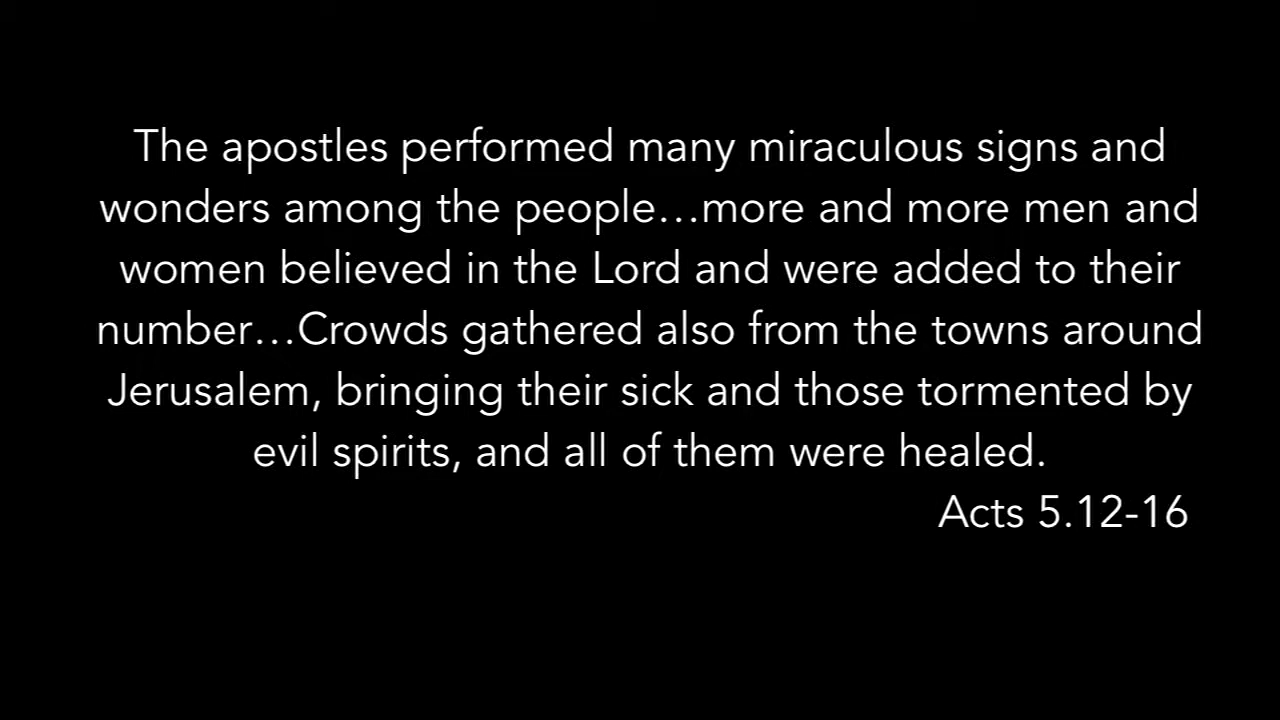 The apostles performed many miraculous signs and
wonders among the people…more and more men and
women believed in the Lord and were added to their
number…Crowds gathered also from the towns around
Jerusalem, bringing their sick and those tormented by
evil spirits, and all of them were healed.
Acts 5.12-16